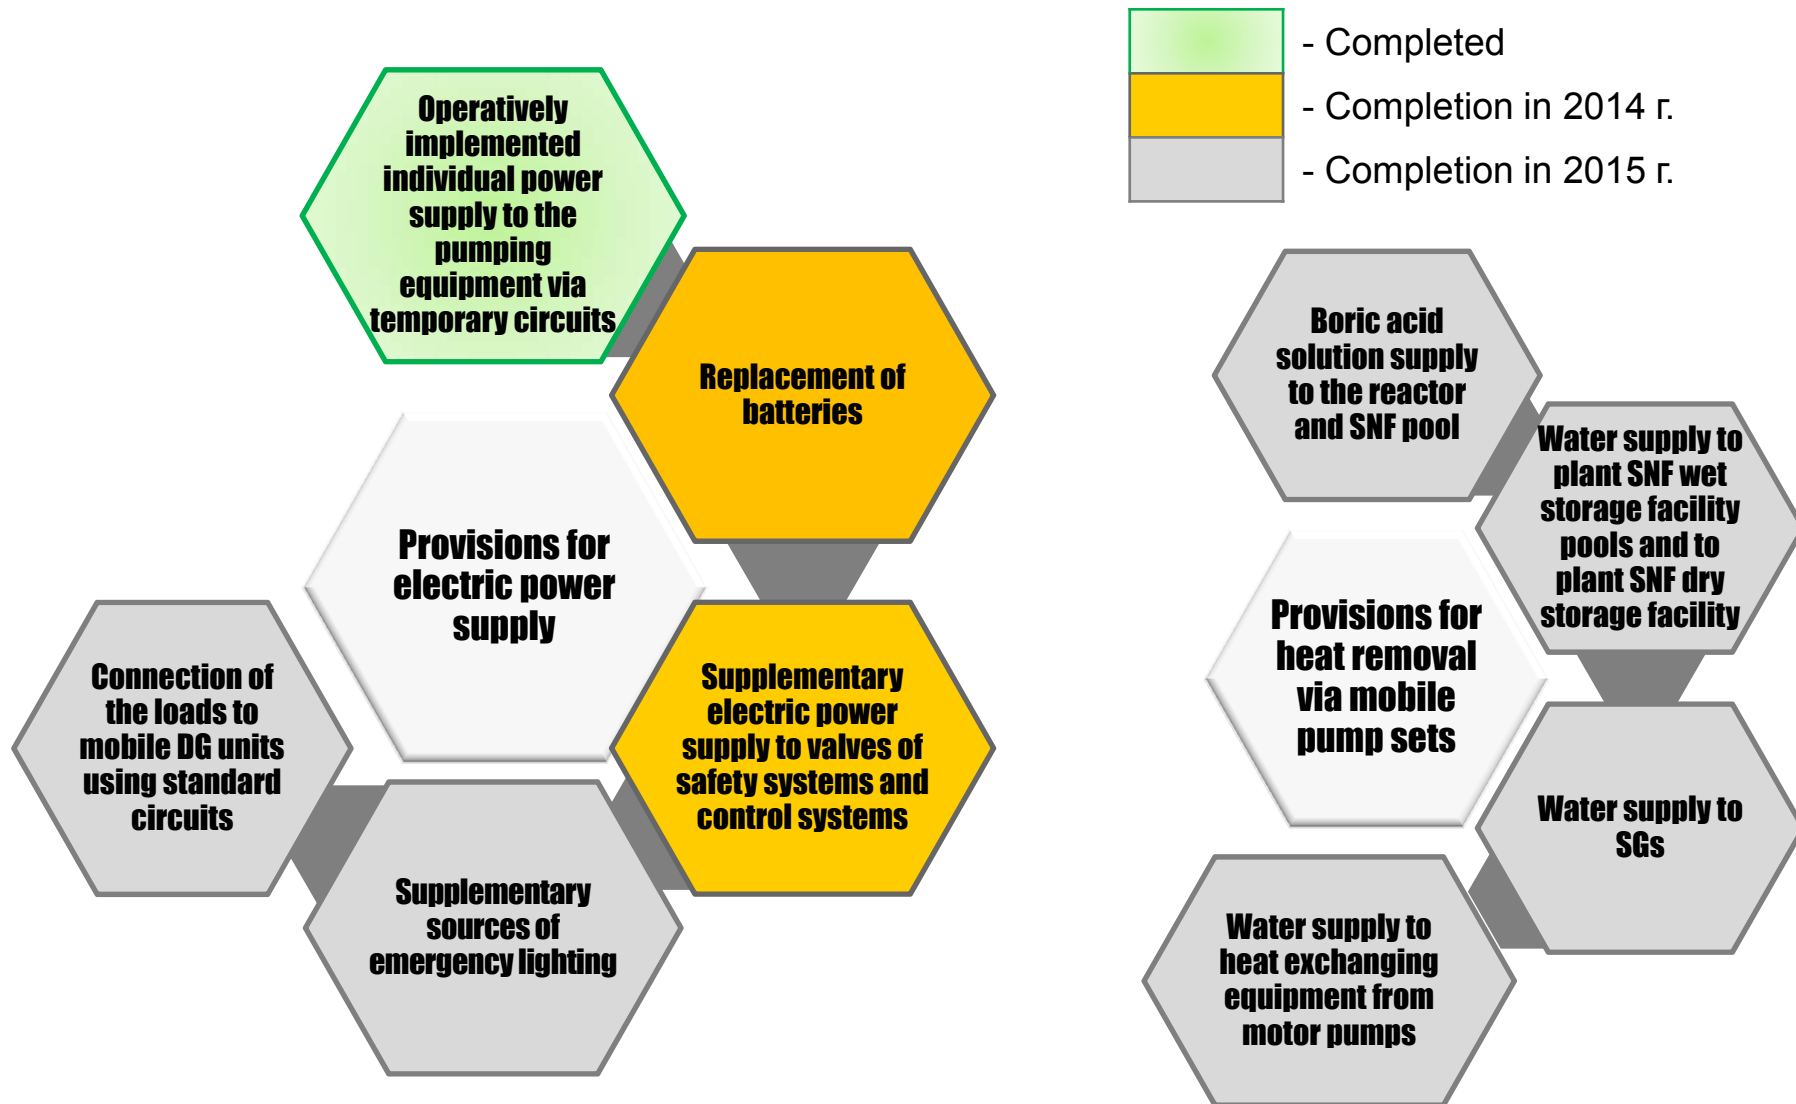 - Completed
- Completion in 2014 г.
- Completion in 2015 г.
Operatively
implemented
individual power
supply to the
pumping
equipment via
temporary circuits
Replacement of
batteries
Provisions for
electric power
supply
Supplementary
electric power
supply to valves of
safety systems and
control systems
Connection of
the loads to
mobile DG units
using standard
circuits
Supplementary
sources of
emergency lighting
Boric acid
solution supply
to the reactor
and SNF pool
Water supply to
plant SNF wet
storage facility
pools and to
plant SNF dry
storage facility
Provisions for
heat removal
via mobile
pump sets
Water supply to
SGs
Water supply to
heat exchanging
equipment from
motor pumps